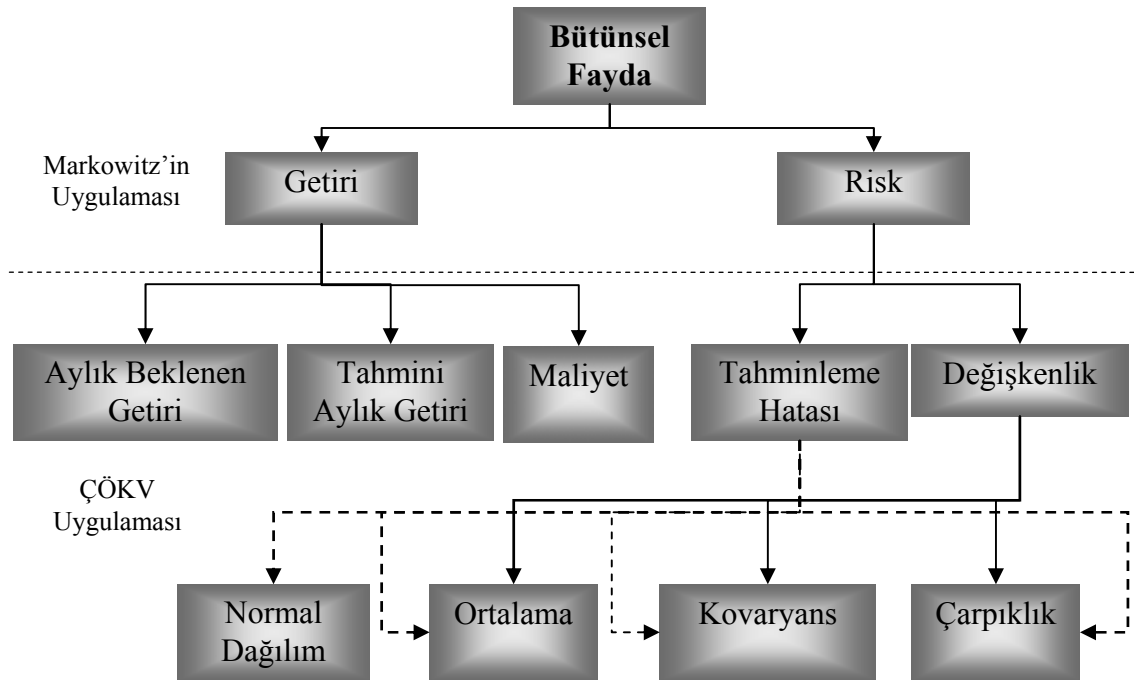 Bütünsel
Fayda
Markowitz’in
Uygulaması
Getiri
Risk
Aylık Beklenen
Getiri
Tahmini
Aylık Getiri
Maliyet
Tahminleme
Hatası
Değişkenlik
ÇÖKV
Uygulaması
Normal
Dağılım
Ortalama
Kovaryans
Çarpıklık